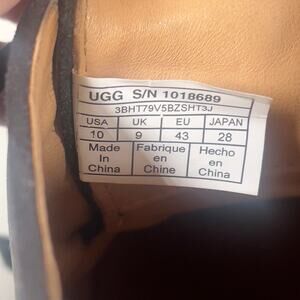 UGG S/N 1018689
3BHT79V5BZSHT3J
USA UK EU JAPAN
10 9 43 28
Made Fabrique Hecho
In en en
China Chine China